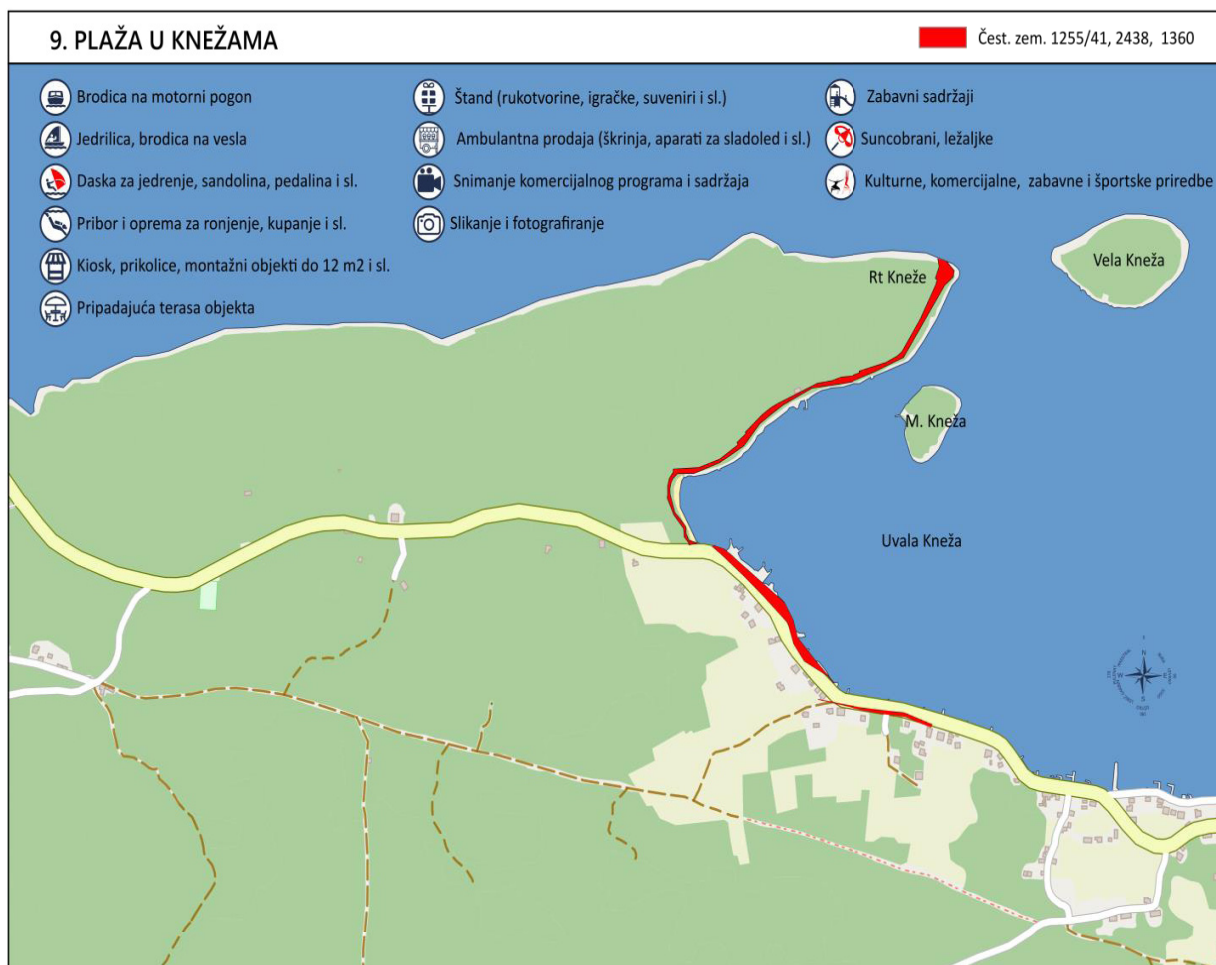 9. PLAŽA U KNEŽAMA
Čest. zem. 1255/41, 2438, 1360
Brodica na motorni pogon
Jedrilica, brodica na vesla
Daska za jedrenje, sandolina, pedalina i sl.
Pribor i oprema za ronjenje, kupanje i sl.
Kiosk, prikolice, montažni objekti do 12 m2 i sl.
Pripadajuća terasa objekta
Štand (rukotvorine, igračke, suveniri i sl.)
Ambulantna prodaja (škrinja, aparati za sladoled i sl.)
Snimanje komercijalnog programa i sadržaja
Slikanje i fotografiranje
Zabavni sadržaji
Suncobrani, ležaljke
Kulturne, komercijalne, zabavne i športske priredbe
Rt Kneže
Vela Kneža
M. Kneža
Uvala Kneža
N
W
E
S